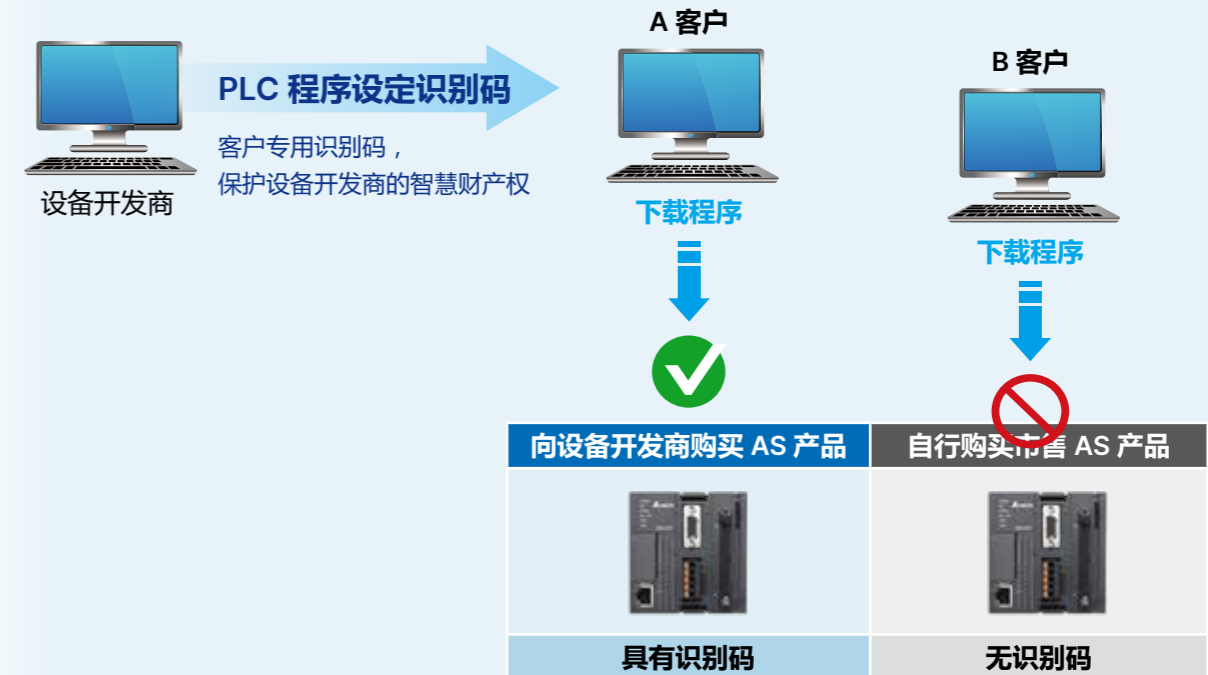 A 客户
B 客户
PLC 程序设定识别码
客户专用识别码，
保护设备开发商的智慧财产权
设备开发商
下载程序
下载程序
向设备开发商购买 AS 产品
自行购买市售 AS 产品
具有识别码
无识别码